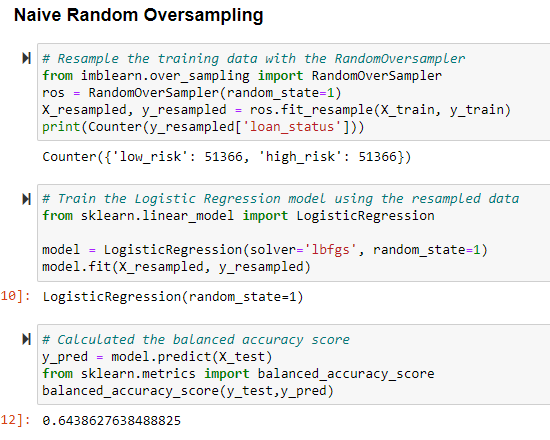 Naive Random Oversampling
# Resample the training data with the RandomOversampler
from imblearn.over_sampling import RandomOverSampler
ros = RandomOverSampler(random_state=1)
X_resampled, y_resampled = ros.fit_resample(X_train, y_train)
print(Counter(y_resampled['loan_status']))
Counter({'low_risk': 51366, 'high_risk': 51366})
# Train the Logistic Regression model using the resampled data
from sklearn.linear_model import LogisticRegression
model = LogisticRegression(solver='lbfgs', random_state=1)
model.fit(X_resampled, y_resampled)
10]: LogisticRegression(random_state=1)
# Calculated the balanced accuracy score
y_pred = model.predict(X_test)
from sklearn.metrics import balanced_accuracy_score
balanced_accuracy_score(y_test,y_pred)
12]: 0.6438627638488825